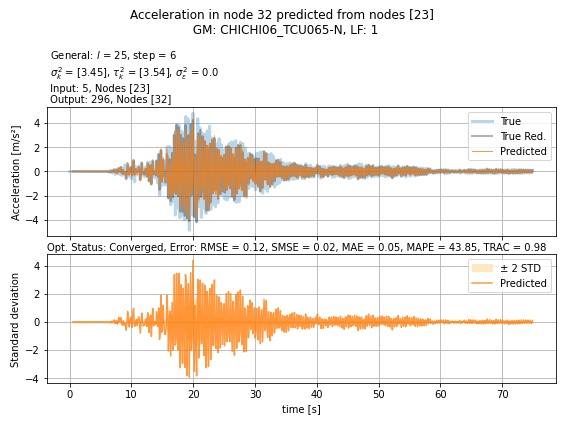 Acceleration in node 32 predicted from nodes [23]
GM: CHICHI06_TCU065-N, LF: 1
General: l = 25, step = 6
σ²ₖ = [3.45], τ²ₖ = [3.54], σ²ᵣ = 0.0
Input: 5, Nodes [23]
Output: 296, Nodes [32]
Acceleration [m/s²]
4
2
0
−2
−4
True
True Red.
Predicted
Opt. Status: Converged, Error: RMSE = 0.12, SMSE = 0.02, MAE = 0.05, MAPE = 43.85, TRAC = 0.98
Standard deviation
4
2
0
−2
−4
± 2 STD
Predicted
0 10 20 30 40 50 60 70
time [s]